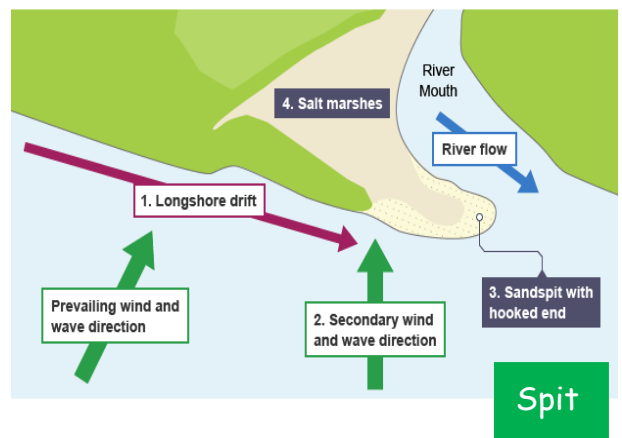 River
Mouth
4. Salt marshes
River flow
1. Longshore drift
Prevailing wind and
wave direction
2. Secondary wind
and wave direction
3. Sandspit with
hooked end
Spit